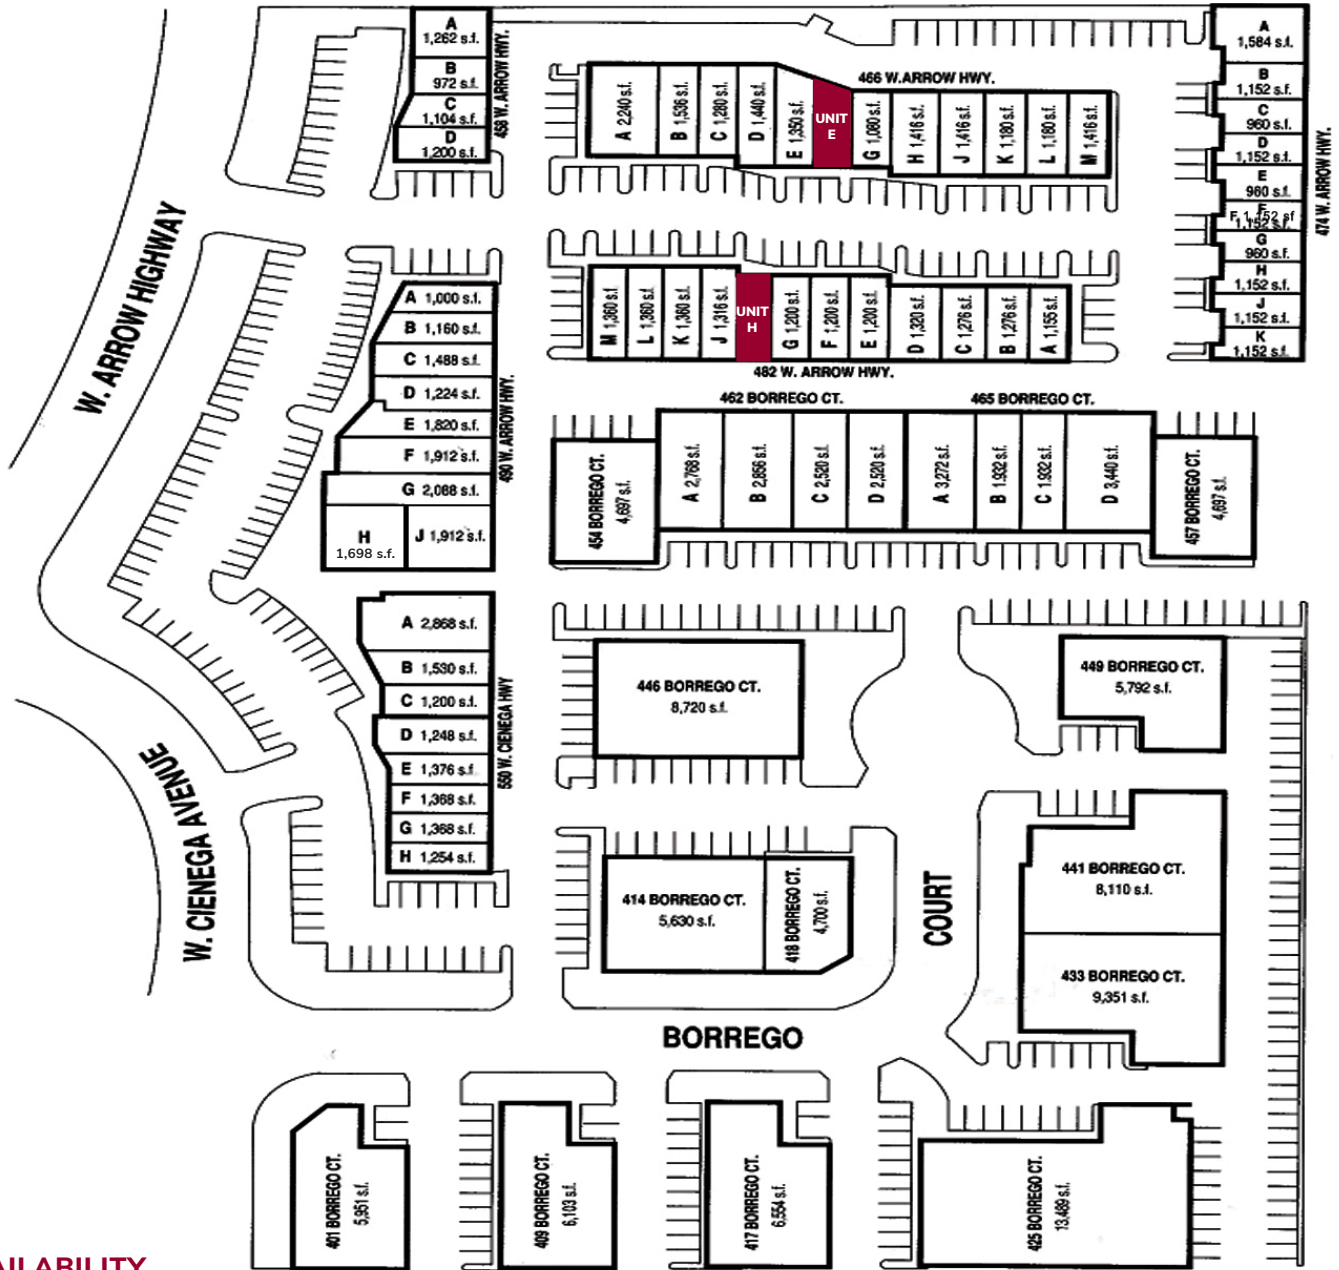 A
1,262 s.f.
B
972 s.f.
C
1,104 s.f.
D
1,200 s.f.
458 W. ARROW HWY.
466 W.ARROW HWY.
A 2,240 s.f.
B 1,536 s.f.
C 1,280 s.f.
D 1,440 s.f.
E 1,350 s.f.
UNIT
E
G 1,080 s.f.
H 1,416 s.f.
J 1,416 s.f.
K 1,180 s.f.
L 1,180 s.f.
M 1,416 s.f.
A
1,584 s.f.
B
1,152 s.f.
C
960 s.f.
D
1,152 s.f.
E
960 s.f.
F 1,152 sf
G
960 s.f.
H
1,152 s.f.
J
1,152 s.f.
K
1,152 s.f.
474 W. ARROW HWY.
W. ARROW HIGHWAY
A 1,000 s.f.
B 1,160 s.f.
C 1,488 s.f.
D 1,224 s.f.
E 1,820 s.f.
F 1,912 s.f.
G 2,088 s.f.
H
1,698 s.f.
J 1,912 s.f.
490 W. ARROW HWY.
M 1,360 s.f.
L 1,360 s.f.
K 1,360 s.f.
J 1,316 s.f.
UNIT
H
G 1,200 s.f.
F 1,200 s.f.
E 1,200 s.f.
D 1,320 s.f.
C 1,276 s.f.
B 1,276 s.f.
A 1,155 s.f.
482 W. ARROW HWY.
462 BORREGO CT.
465 BORREGO CT.
454 BORREGO CT.
4,697 s.f.
A 2,768 s.f.
B 2,856 s.f.
C 2,520 s.f.
D 2,520 s.f.
A 3,272 s.f.
B 1.932 s.f.
C 1.932 s.f.
D 3,440 s.f.
457 BORREGO CT.
4,697 s.f.
A 2,868 s.f.
B 1,530 s.f.
C 1,200 s.f.
D 1,248 s.f.
E 1,376 s.f.
F 1,368 s.f.
G 1,368 s.f.
H 1,254 s.f.
550 W. CIENEGA HWY
446 BORREGO CT.
8,720 s.f.
449 BORREGO CT.
5,792 s.f.
W. CIENEGA AVENUE
414 BORREGO CT.
5,630 s.f.
418 BORREGO CT.
4,700 s.f.
COURT
441 BORREGO CT.
8,110 s.f.
433 BORREGO CT.
9,351 s.f.
BORREGO
401 BORREGO CT.
5,951 s.f.
409 BORREGO CT.
6,103 s.f.
417 BORREGO CT.
6,554 s.f.
425 BORREGO CT.
13,489 s.f.